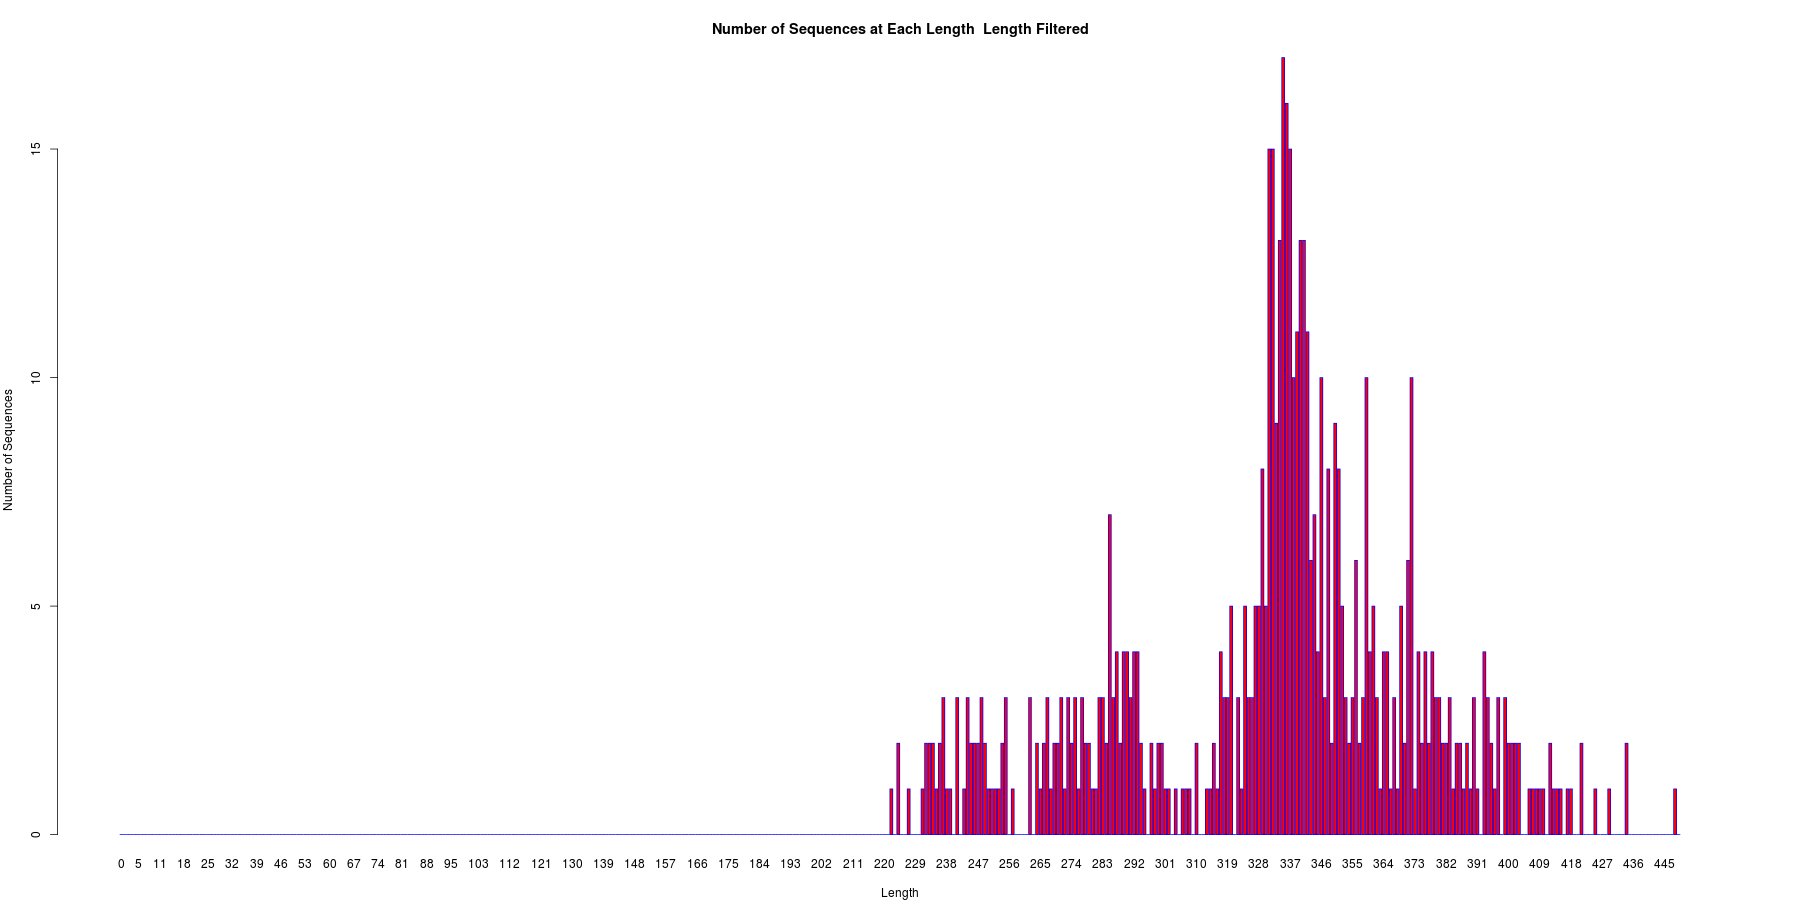 Number of Sequences at Each Length  Length Filtered
Number of Sequences
15
10
5
0
0 5 11 18 25 32 39 46 53 60 67 74 81 88 95 103 112 121 130 139 148 157 166 175 184 193 202 211 220 229 238 247 256 265 274 283 292 301 310 319 328 337 346 355 364 373 382 391 400 409 418 427 436 445
Length